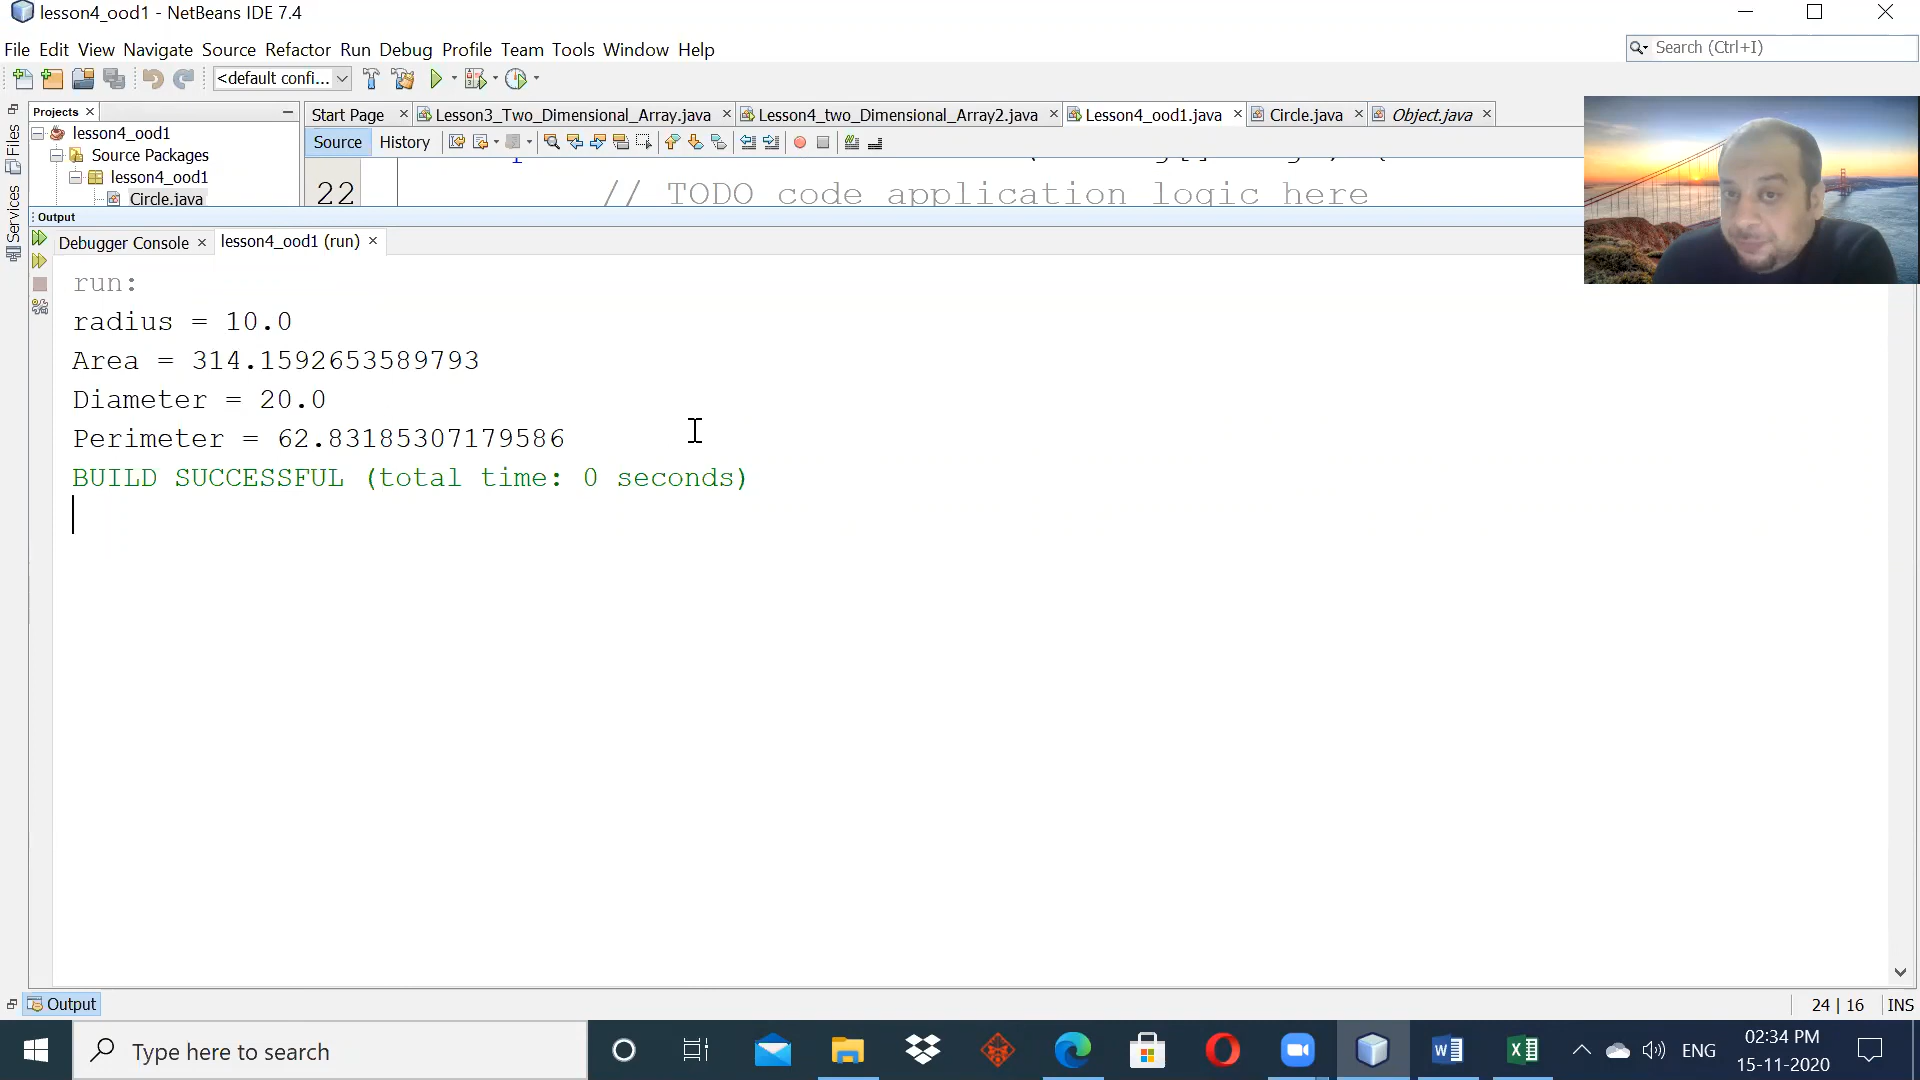 lesson4_ood1 - NetBeans IDE 7.4
File Edit View Navigate Source Refactor Run Debug Profile Team Tools Window Help
Search (Ctrl+I)
<default confi...
Projects
Start Page Lesson3_Two_Dimensional_Array.java Lesson4_two_Dimensional_Array2.java Lesson4_ood1.java Circle.java Object.java
lesson4_ood1
Source Packages
lesson4_ood1
Circle.java
Files
Services
Source History
22 // TODO code application logic here
Output
Debugger Console lesson4_ood1 (run)
run:
radius = 10.0
Area = 314.1592653589793
Diameter = 20.0
Perimeter = 62.83185307179586
BUILD SUCCESSFUL (total time: 0 seconds)
Output
24 | 16 INS
Type here to search
ENG
02:34 PM
15-11-2020